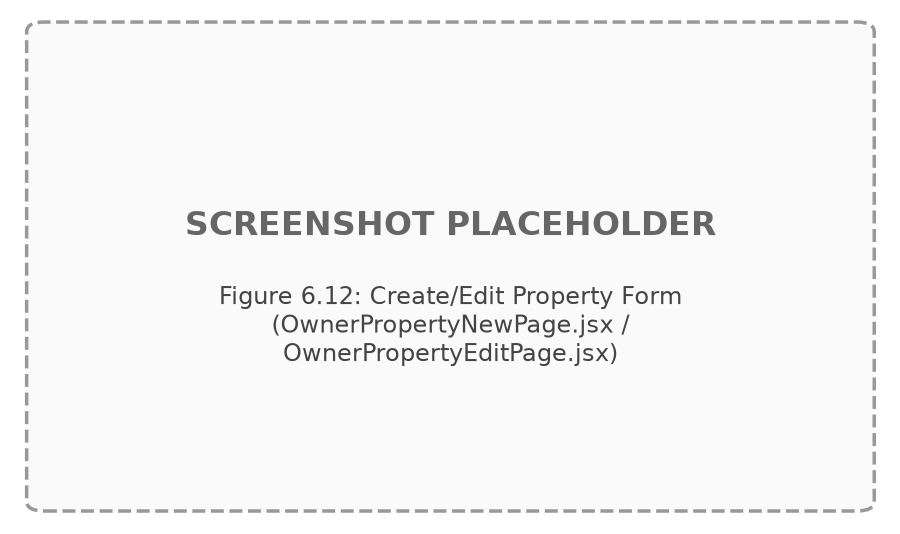 SCREENSHOT PLACEHOLDER
Figure 6.12: Create/Edit Property Form
(OwnerPropertyNewPage.jsx /
OwnerPropertyEditPage.jsx)